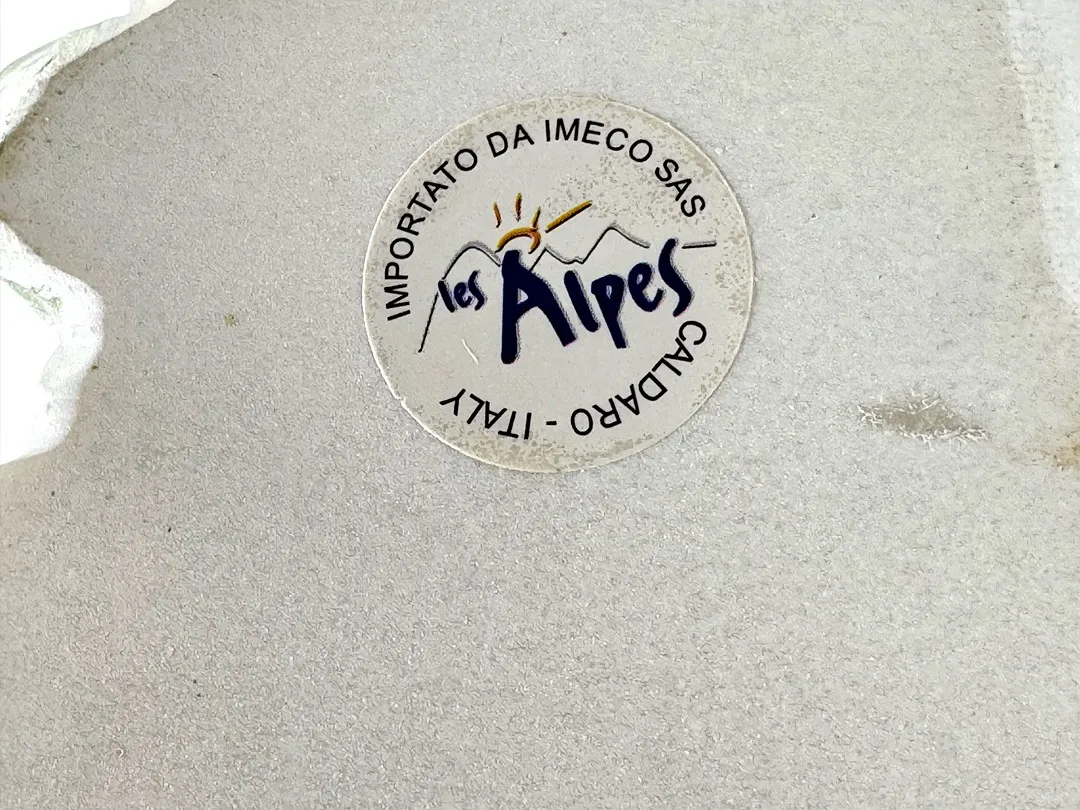 IMPORTATO DA IMECO SAS
les Alpes
CALDARO - ITALY